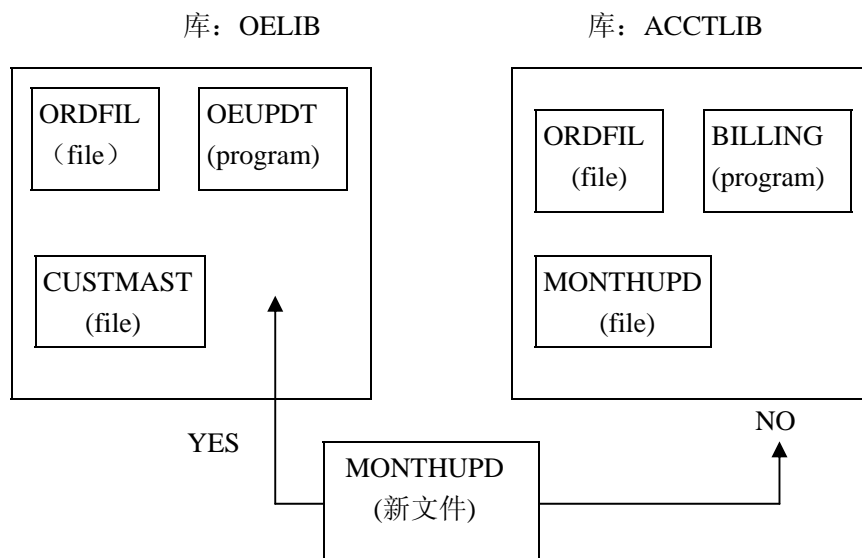 库：OELIB
库：ACCTLIB
ORDFIL
（file）
OEUPDT
(program)
CUSTMAST
(file)
ORDFIL
(file)
BILLING
(program)
MONTHUPD
(file)
YES
NO
MONTHUPD
(新文件)